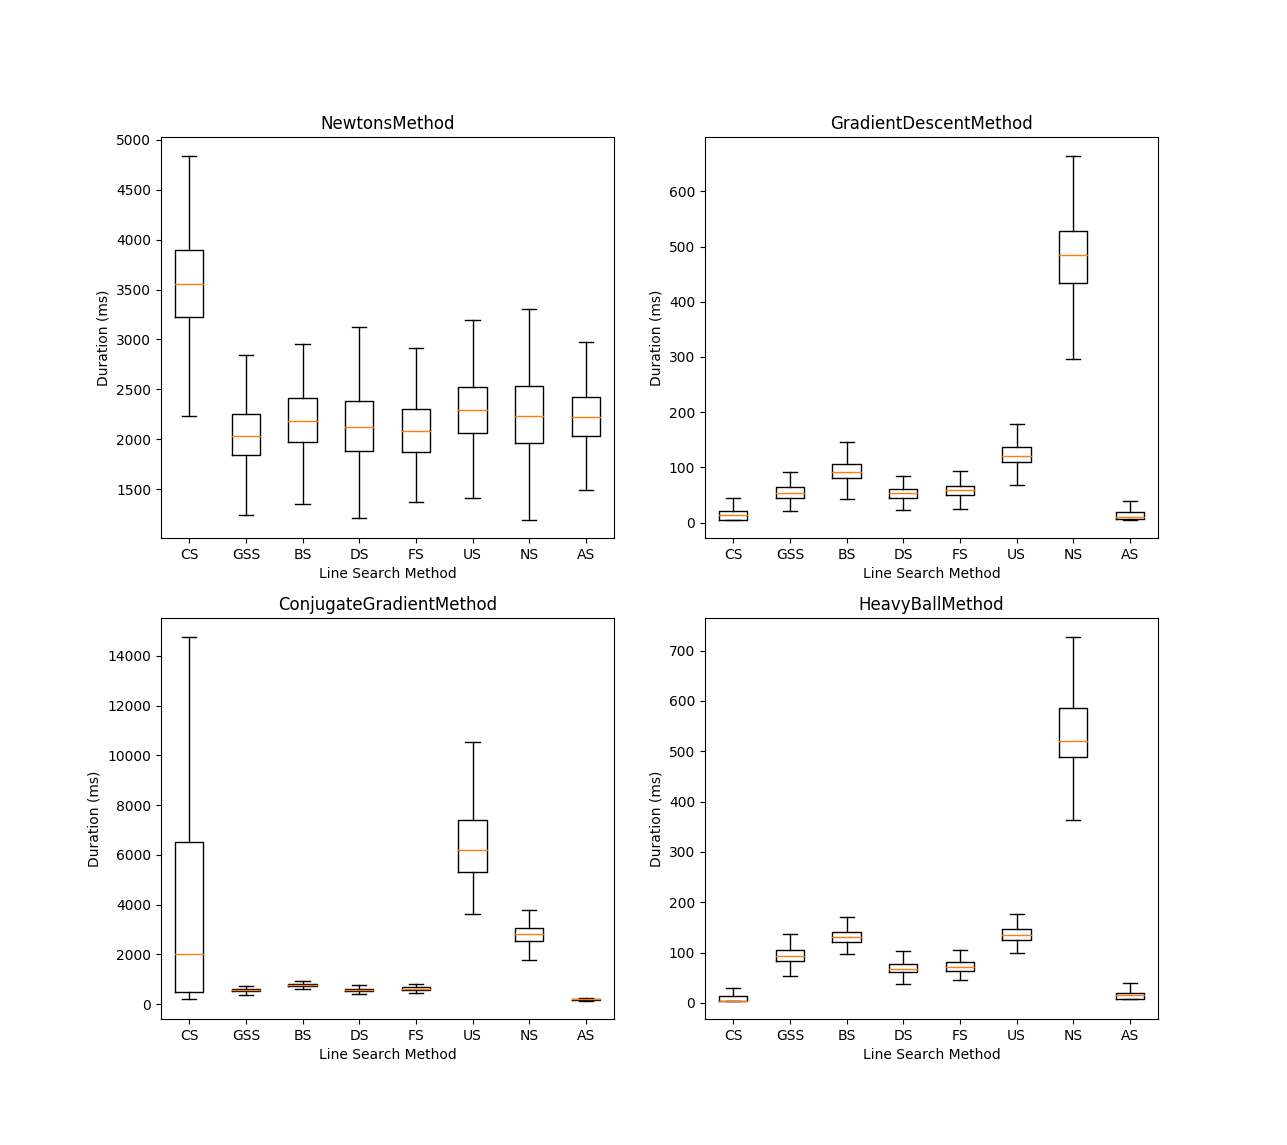 NewtonsMethod
5000
4500
4000
3500
3000
2500
2000
1500
Duration (ms)
CS GSS BS DS FS US NS AS
Line Search Method
GradientDescentMethod
600
500
400
300
200
100
0
Duration (ms)
CS GSS BS DS FS US NS AS
Line Search Method
ConjugateGradientMethod
14000
12000
10000
8000
6000
4000
2000
0
Duration (ms)
CS GSS BS DS FS US NS AS
Line Search Method
HeavyBallMethod
700
600
500
400
300
200
100
0
Duration (ms)
CS GSS BS DS FS US NS AS
Line Search Method